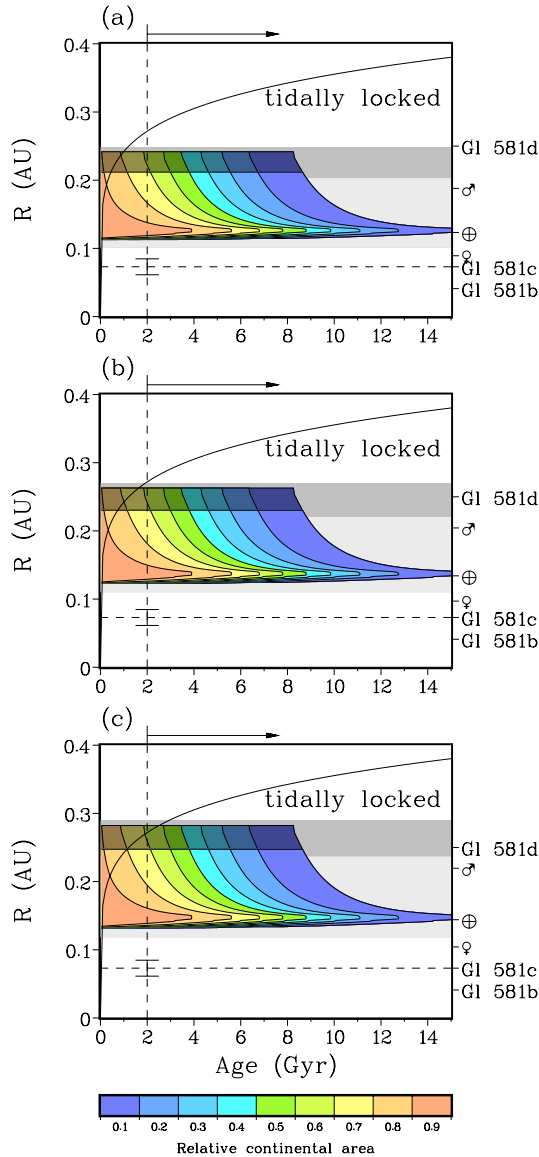 (a)
R (AU)
0.4
0.3
0.2
0.1
0
tidally locked
Gl 581d
♂
⊕
♀
Gl 581c
Gl 581b
0 2 4 6 8 10 12 14
(b)
R (AU)
0.4
0.3
0.2
0.1
0
tidally locked
Gl 581d
♂
⊕
♀
Gl 581c
Gl 581b
0 2 4 6 8 10 12 14
(c)
R (AU)
0.4
0.3
0.2
0.1
0
tidally locked
Gl 581d
♂
⊕
♀
Gl 581c
Gl 581b
0 2 4 6 8 10 12 14
Age (Gyr)
0.1 0.2 0.3 0.4 0.5 0.6 0.7 0.8 0.9
Relative continental area